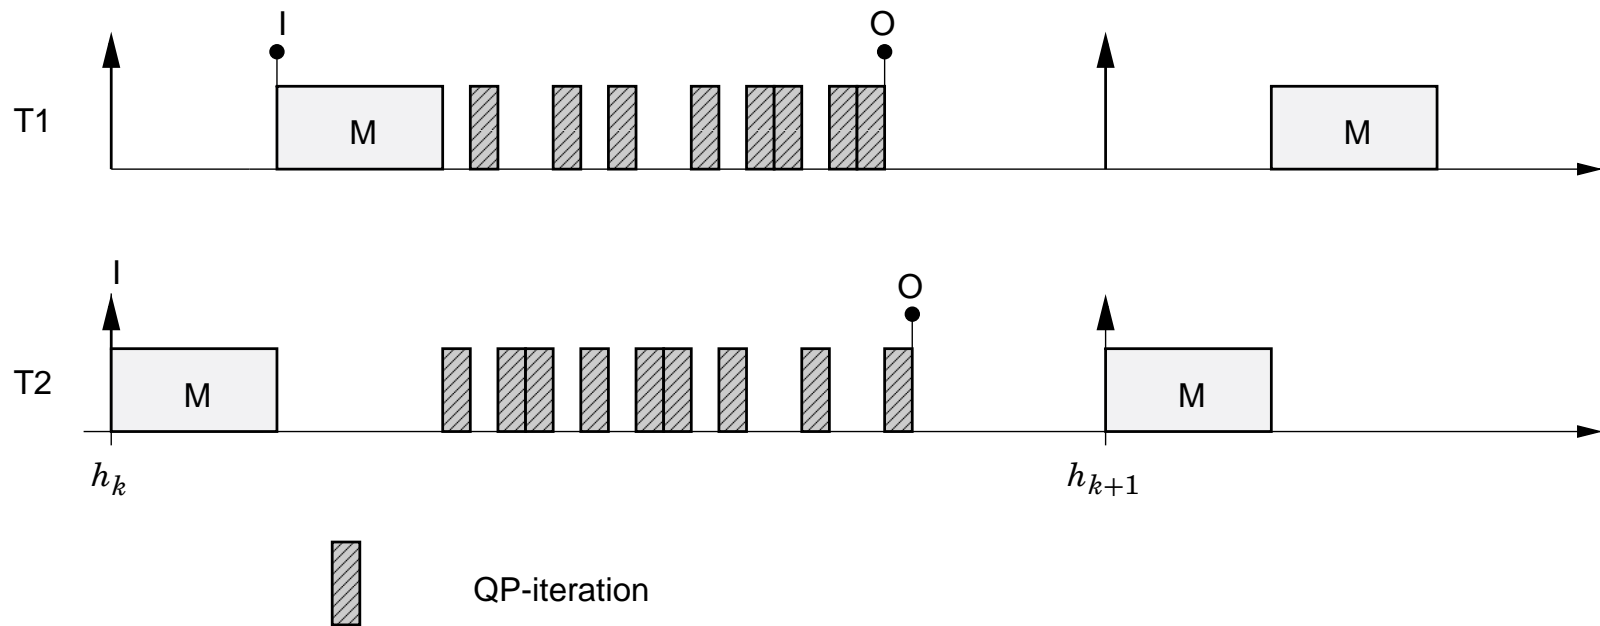 I O
T1 M M
I O
T2 M M
h_k h_{k+1}
QP-iteration